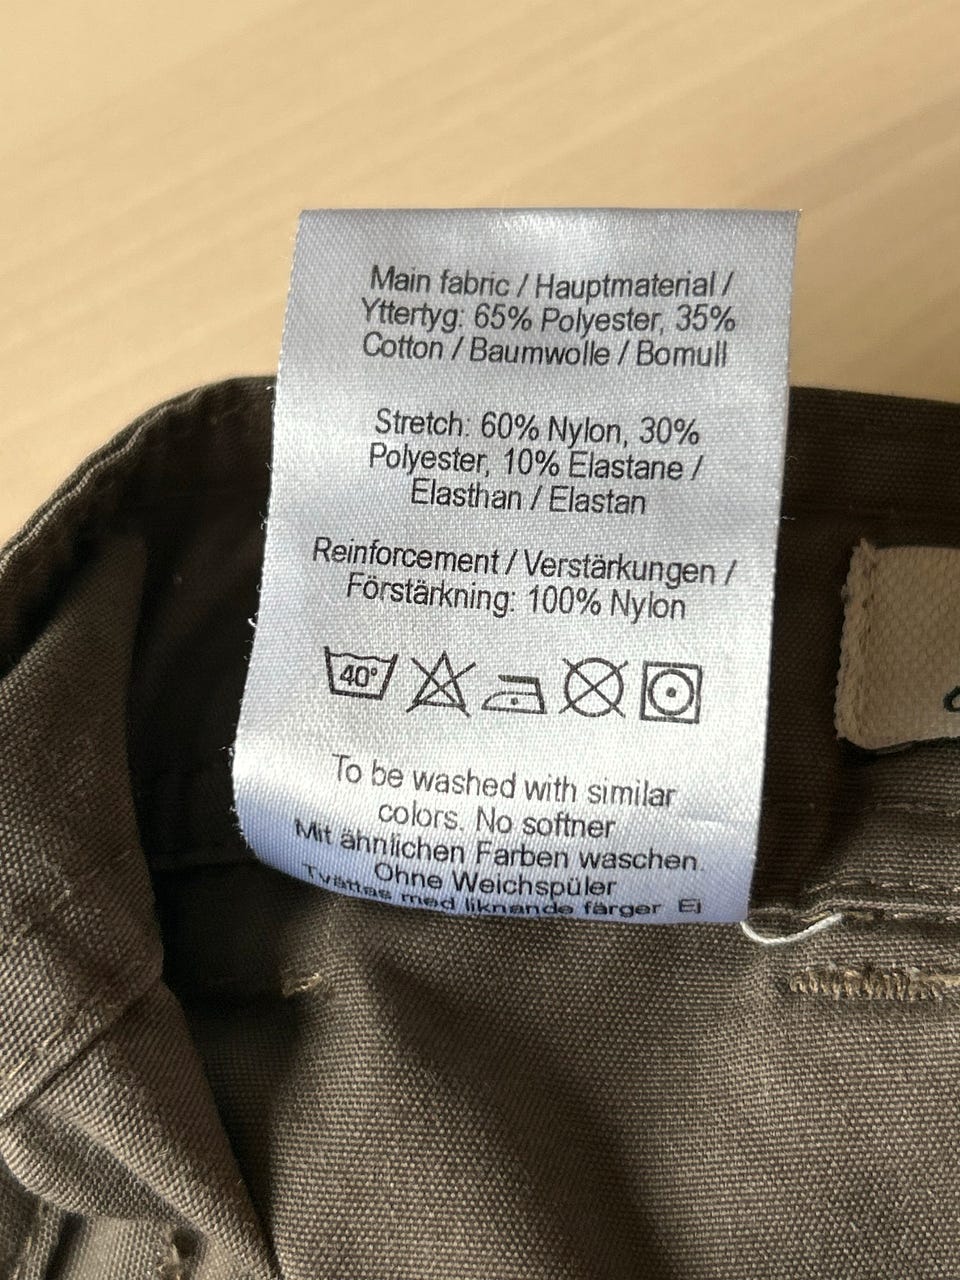 Main fabric / Hauptmaterial /
Yttertyg: 65% Polyester, 35%
Cotton / Baumwolle / Bomull
Stretch: 60% Nylon, 30%
Polyester, 10% Elastane /
Elasthan / Elastan
Reinforcement / Verstärkungen /
Förstärkning: 100% Nylon
40°
To be washed with similar
colors. No softner
Mit ähnlichen Farben waschen.
Ohne Weichspüler
Tvättas med liknande färger Ej